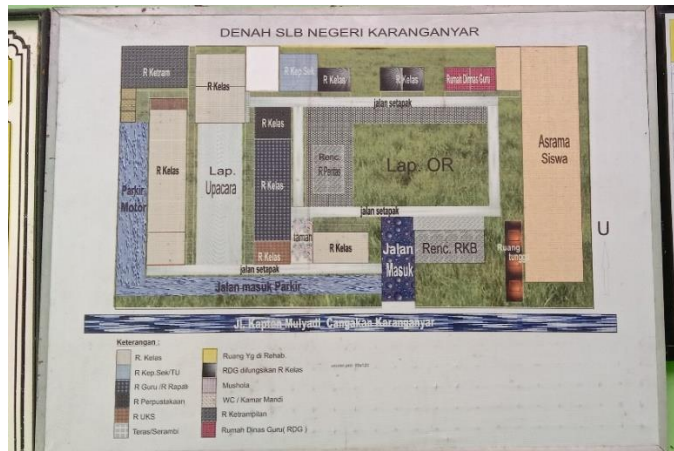 DENAH SLB NEGERI KARANGANYAR
R Ketram
R Kelas
R Kep.Sek
R Kelas
R Kelas
Rumah Dinnas Guru
jalan setapak
Asrama
Siswa
Parkir
Motor
R Kelas
Lap.
Upacara
R Kelas
R Kelas
Renc.
Lap. OR
jalan setapak
U
taman
R Kelas
R Kelas
Jalan
Masuk
Renc. RKB
Ruang
tunggu
jalan setapak
Jalan masuk Parkir
Jl. Kapten Mulyadi Cangakan Karanganyar
Keterangan :
R. Kelas
R Kep.Sek/TU
R Guru /R Rapat
R Perpustakaan
R UKS
Teras/Serambi
Ruang Yg di Rehab
RDG difungsikan R Kelas
Mushola
WC / Kamar Mandi
R Ketrampilan
Rumah Dinas Guru( RDG )